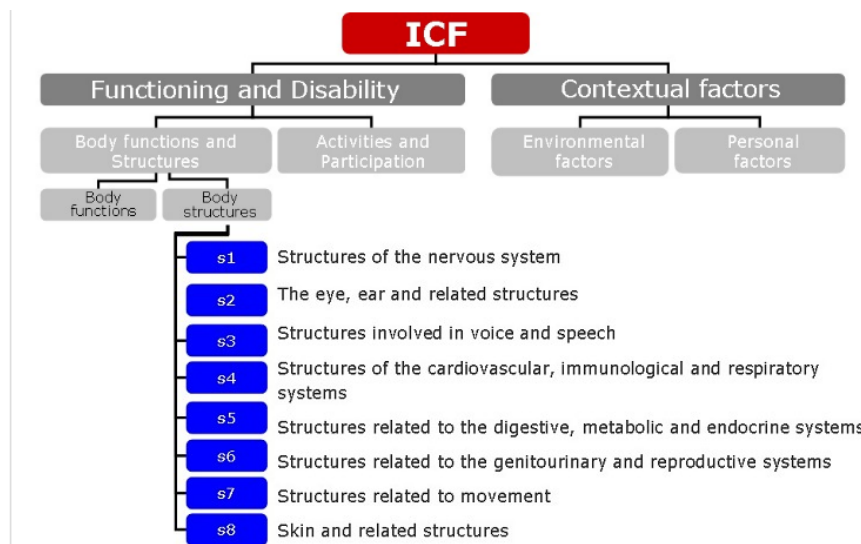 ICF
Functioning and Disability
Contextual factors
Body functions and
Structures
Activities and
Participation
Environmental
factors
Personal
factors
Body
functions
Body
structures
s1 Structures of the nervous system
s2 The eye, ear and related structures
s3 Structures involved in voice and speech
s4 Structures of the cardiovascular, immunological and respiratory
systems
s5 Structures related to the digestive, metabolic and endocrine systems
s6 Structures related to the genitourinary and reproductive systems
s7 Structures related to movement
s8 Skin and related structures